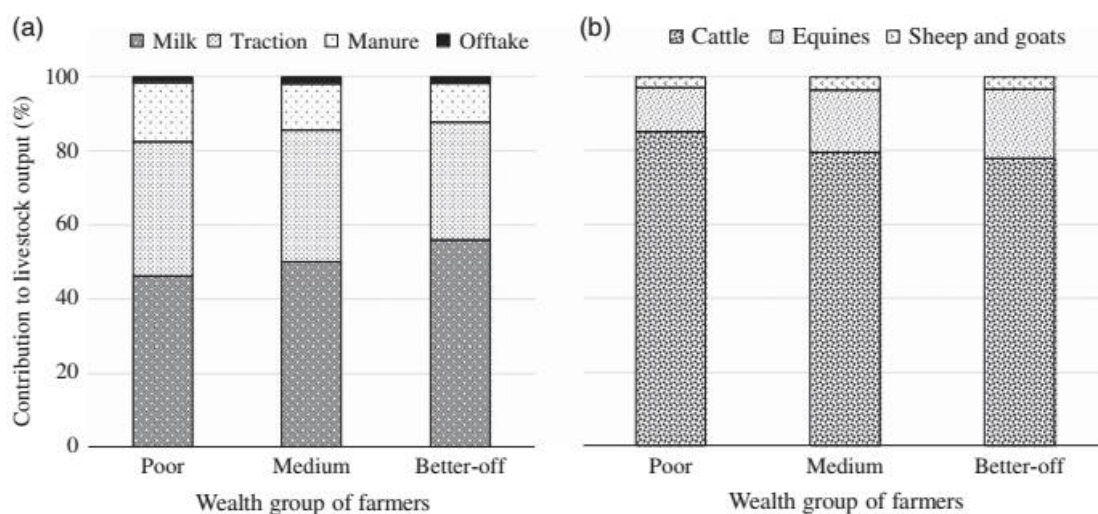 (a)
Milk Traction Manure Offtake
Contribution to livestock output (%)
100
80
60
40
20
0
Poor Medium Better-off
Wealth group of farmers
(b)
Cattle Equines Sheep and goats
Poor Medium Better-off
Wealth group of farmers